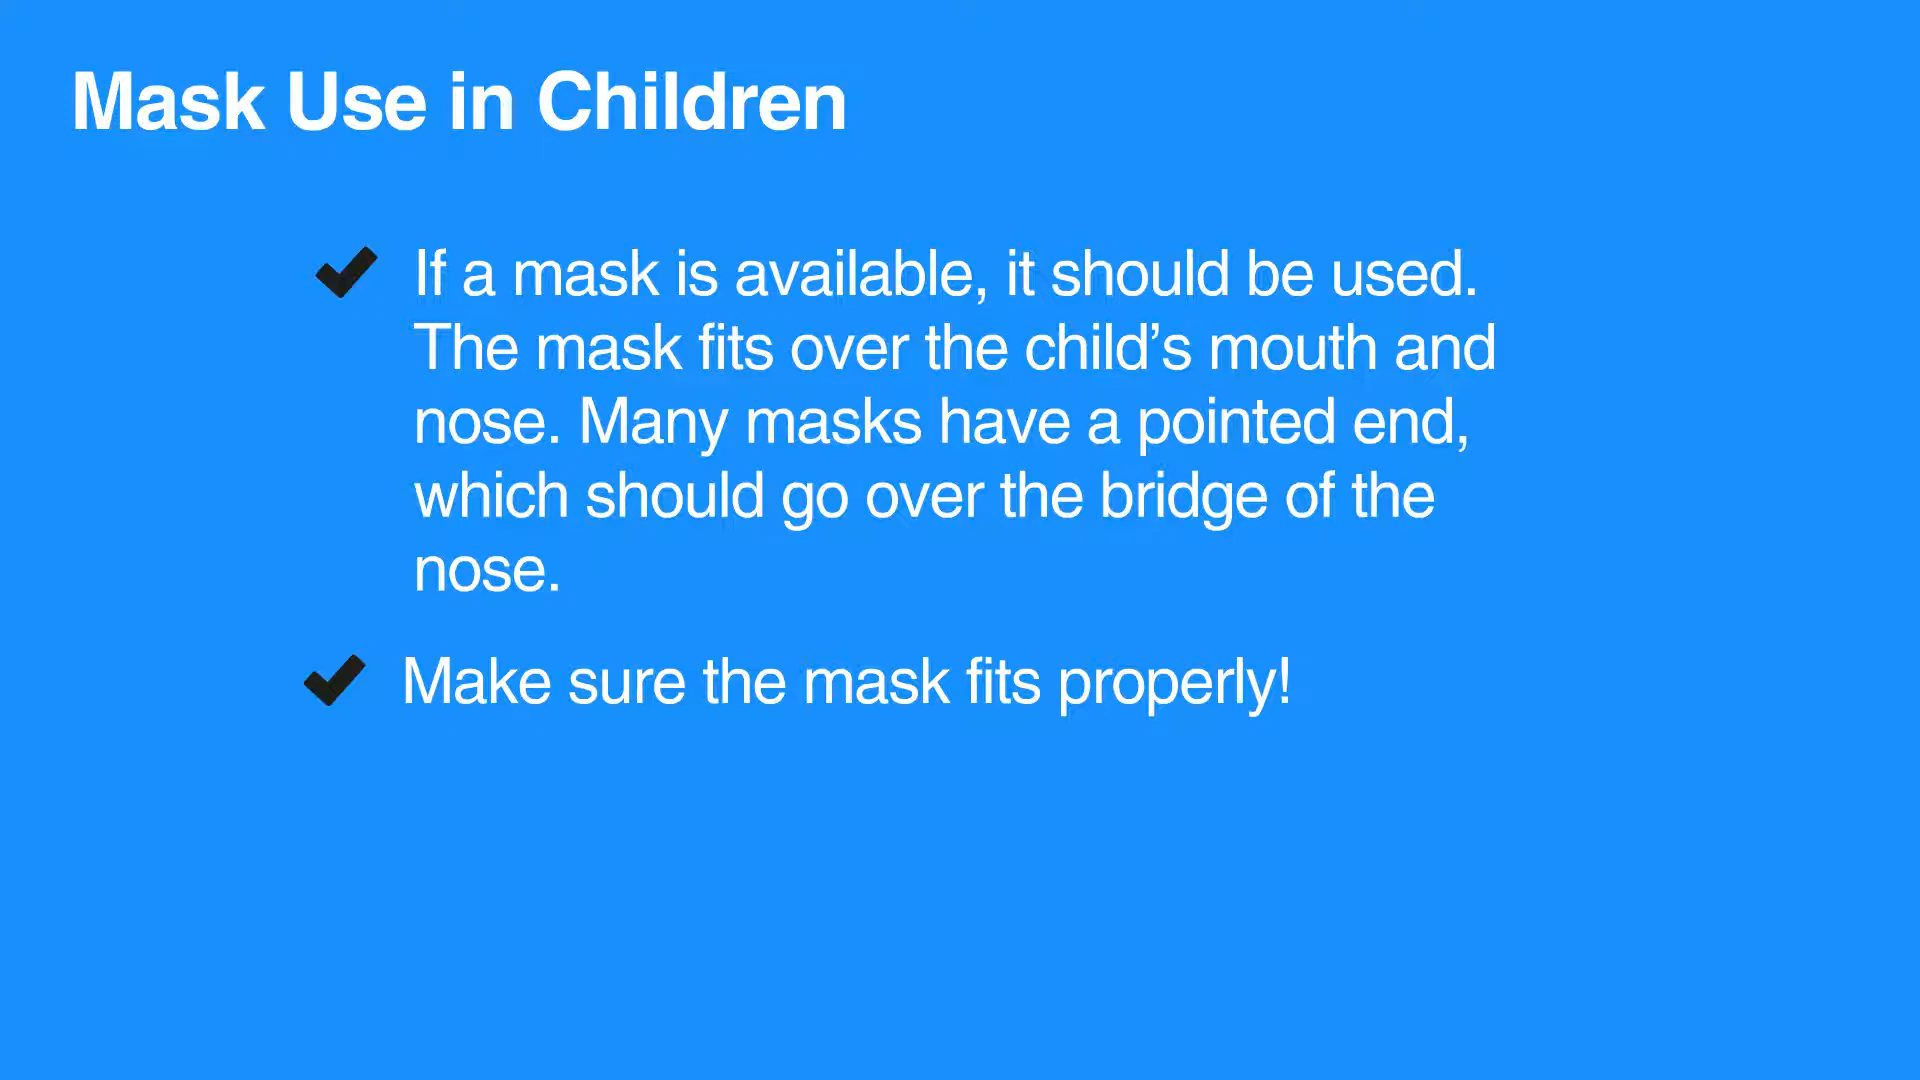 Mask Use in Children
If a mask is available, it should be used.
The mask fits over the child’s mouth and
nose. Many masks have a pointed end,
which should go over the bridge of the
nose.
Make sure the mask fits properly!